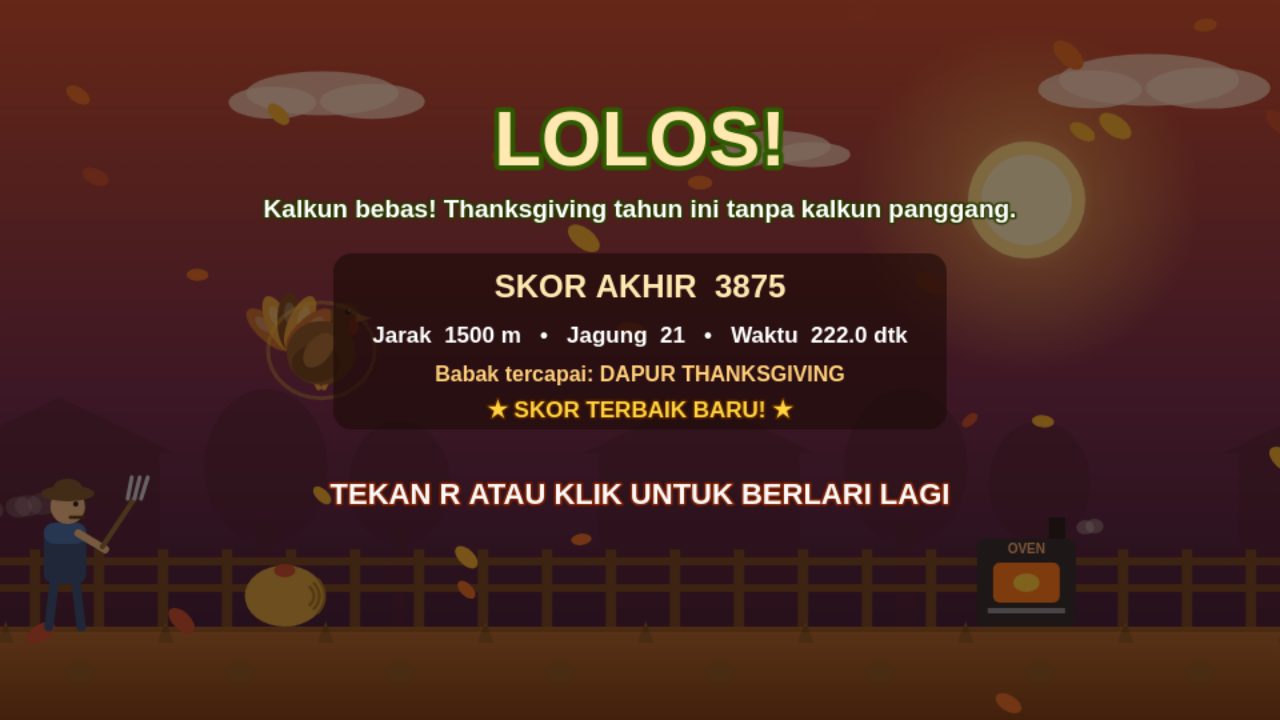 LOLOS!
Kalkun bebas! Thanksgiving tahun ini tanpa kalkun panggang.
SKOR AKHIR 3875
Jarak 1500 m • Jagung 21 • Waktu 222.0 dtk
Babak tercapai: DAPUR THANKSGIVING
★ SKOR TERBAIK BARU! ★
TEKAN R ATAU KLIK UNTUK BERLARI LAGI
OVEN